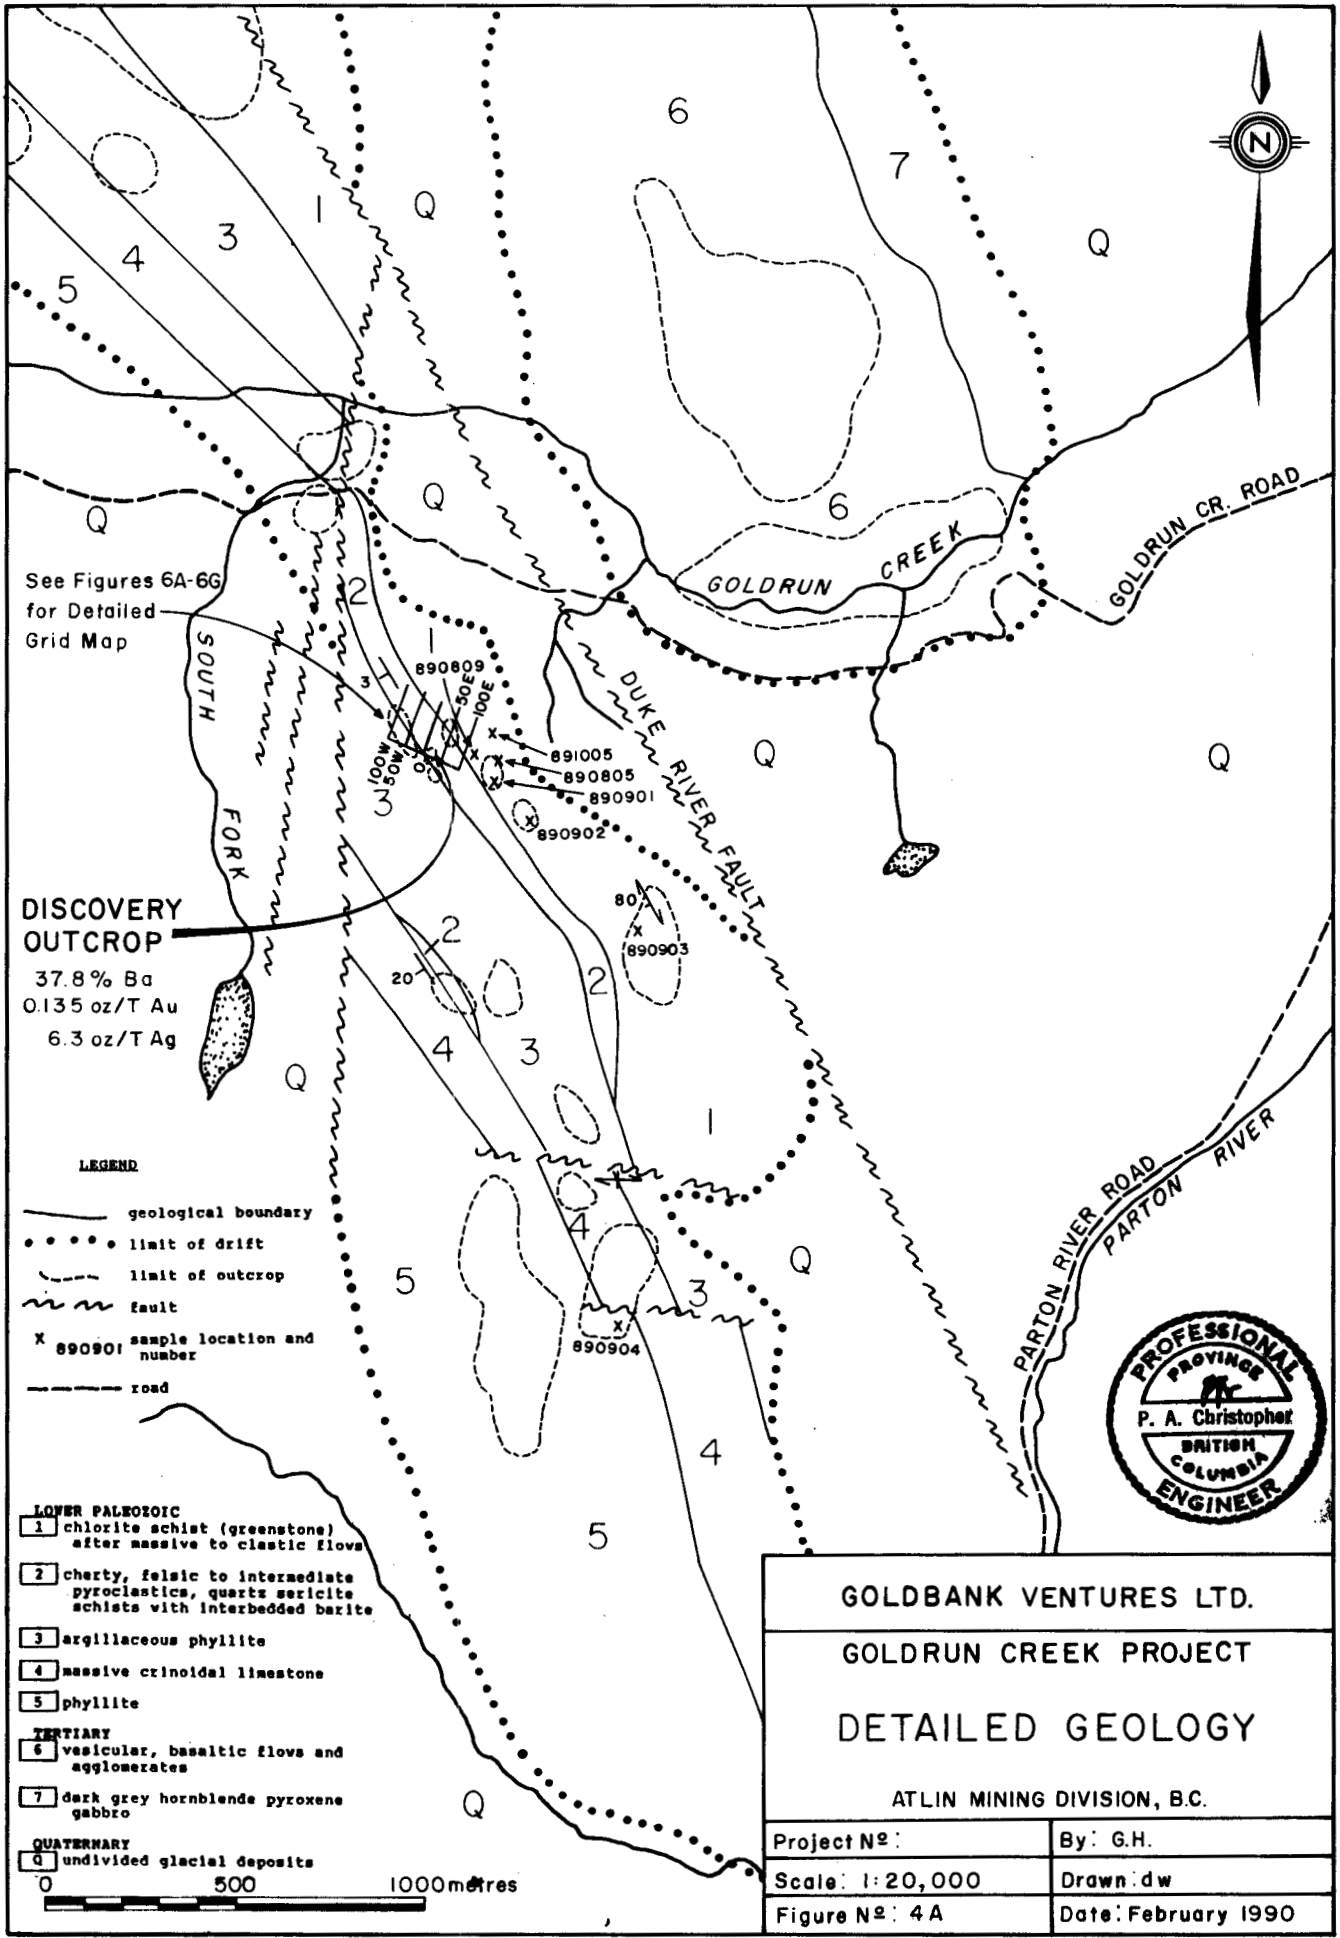 6
7
N
Q
1
Q
3
4
5
Q
6
Q
GOLDRUN CR. ROAD
GOLDRUN CREEK
See Figures 6A-6G
for Detailed
Grid Map
2
SOUTH FORK
1
3
890809
50E
100E
DUKE RIVER FAULT
100W
50W
0
891005
890805
890901
890902
Q
Q
3
80
890903
DISCOVERY
OUTCROP
37.8% Ba
0.135 oz/T Au
6.3 oz/T Ag
2
20
2
4
3
Q
1
PARTON RIVER ROAD
PARTON RIVER
4
Q
5
3
890904
4
5
Q
LEGEND
geological boundary
limit of drift
limit of outcrop
fault
X 890901 sample location and
number
road
PROFESSIONAL
PROVINCE
P. A. Christopher
BRITISH
COLUMBIA
ENGINEER
LOWER PALEOZOIC
1 chlorite schist (greenstone)
after massive to clastic flows
2 cherty, felsic to intermediate
pyroclastics, quartz sericite
schists with interbedded barite
3 argillaceous phyllite
4 massive crinoidal limestone
5 phyllite
TERTIARY
6 vesicular, basaltic flows and
agglomerates
7 dark grey hornblende pyroxene
gabbro
QUATERNARY
Q undivided glacial deposits
0 500 1000 metres
GOLDBANK VENTURES LTD.
GOLDRUN CREEK PROJECT
DETAILED GEOLOGY
ATLIN MINING DIVISION, B.C.
Project Nº:
By: G.H.
Scale: 1:20,000
Drawn: dw
Figure Nº: 4A
Date: February 1990